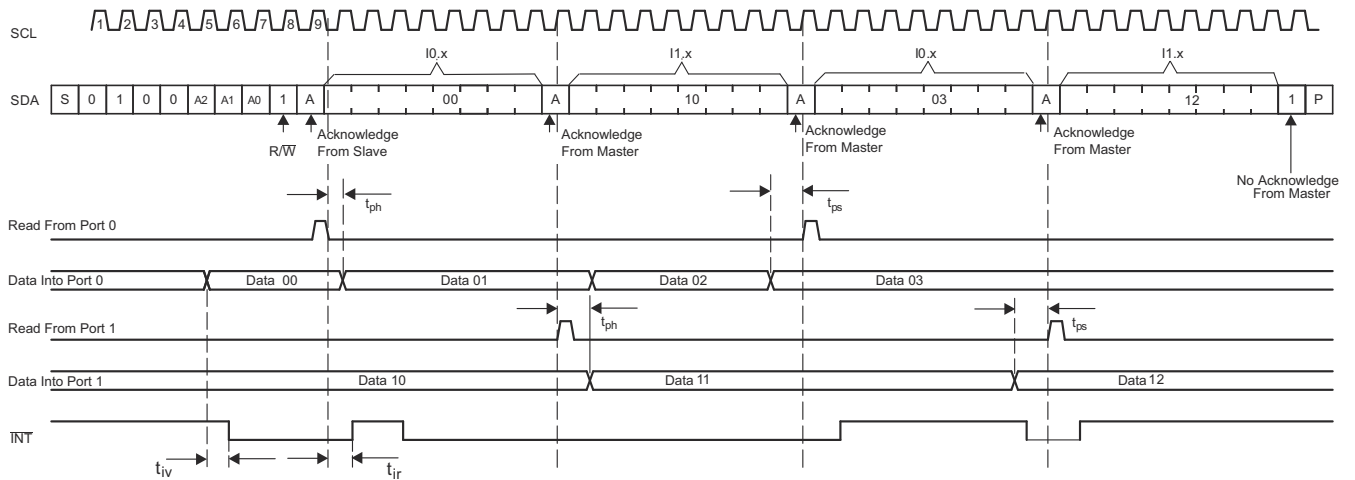 SCL 1 2 3 4 5 6 7 8 9
I0.x I1.x I0.x I1.x
SDA S 0 1 0 0 A2 A1 A0 1 A 00 A 10 A 03 A 12 1 P
R/W
Acknowledge
From Slave
Acknowledge
From Master
Acknowledge
From Master
Acknowledge
From Master
No Acknowledge
From Master
tph tps
Read From Port 0
Data Into Port 0 Data 00 Data 01 Data 02 Data 03
tph tps
Read From Port 1
Data Into Port 1 Data 10 Data 11 Data 12
INT
tiv tir